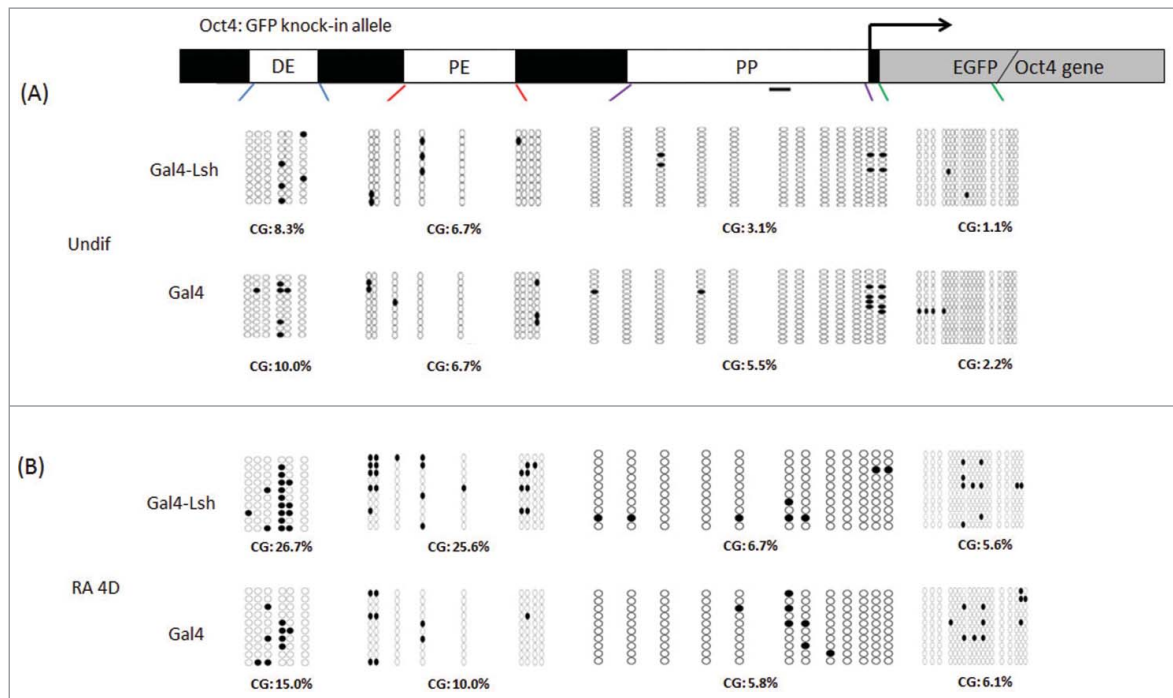 Oct4: GFP knock-in allele
DE PE PP EGFP Oct4 gene
(A)
Gal4-Lsh
CG: 8.3% CG: 6.7% CG: 3.1% CG: 1.1%
Undif
Gal4
CG: 10.0% CG: 6.7% CG: 5.5% CG: 2.2%
(B)
Gal4-Lsh
CG: 26.7% CG: 25.6% CG: 6.7% CG: 5.6%
RA 4D
Gal4
CG: 15.0% CG: 10.0% CG: 5.8% CG: 6.1%